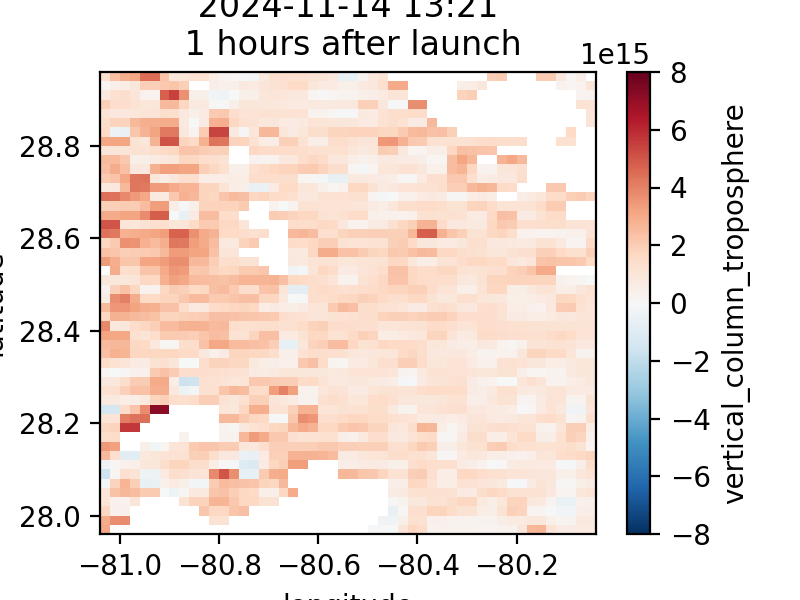 2024-11-14 13:21
1 hours after launch
1e15
28.8
28.6
28.4
28.2
28.0
−81.0 −80.8 −80.6 −80.4 −80.2
longitude
latitude
8
6
4
2
0
−2
−4
−6
−8
vertical_column_troposphere